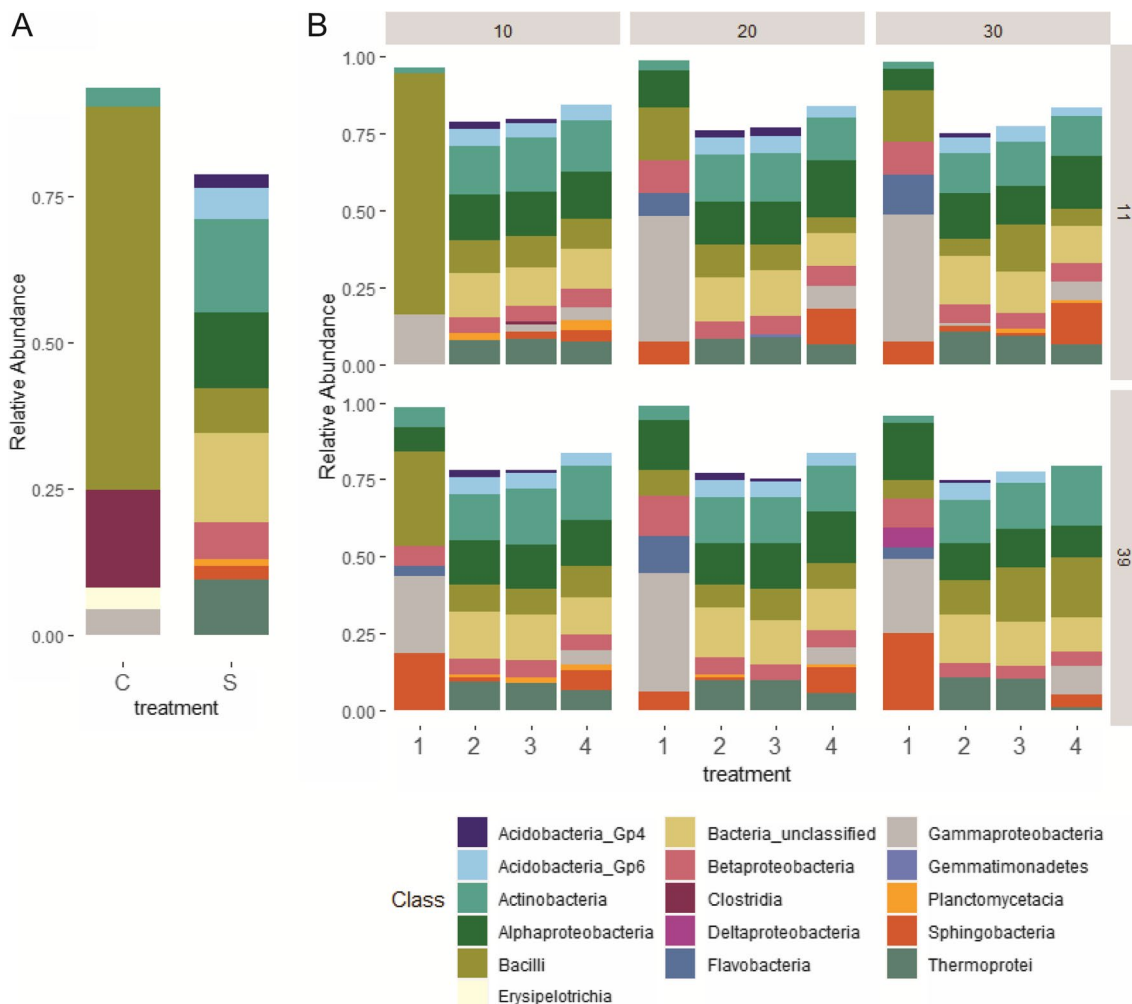 A
B
10
20
30
1.00
0.75
0.50
0.25
0.00
Relative Abundance
11
0.75
0.50
0.25
0.00
Relative Abundance
C
S
treatment
1.00
0.75
0.50
0.25
0.00
Relative Abundance
39
1 2 3 4
1 2 3 4
1 2 3 4
treatment
Class
Acidobacteria_Gp4
Acidobacteria_Gp6
Actinobacteria
Alphaproteobacteria
Bacilli
Erysipelotrichia
Bacteria_unclassified
Betaproteobacteria
Clostridia
Deltaproteobacteria
Flavobacteria
Gammaproteobacteria
Gemmatimonadetes
Planctomycetacia
Sphingobacteria
Thermoprotei